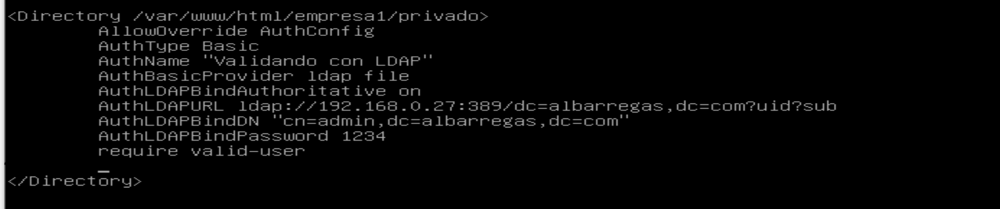 <Directory /var/www/html/empresa1/privado>
AllowOverride AuthConfig
AuthType Basic
AuthName "Validando con LDAP"
AuthBasicProvider ldap file
AuthLDAPBindAuthoritative on
AuthLDAPURL ldap://192.168.0.27:389/dc=albarregas,dc=com?uid?sub
AuthLDAPBindDN "cn=admin,dc=albarregas,dc=com"
AuthLDAPBindPassword 1234
require valid-user
</Directory>